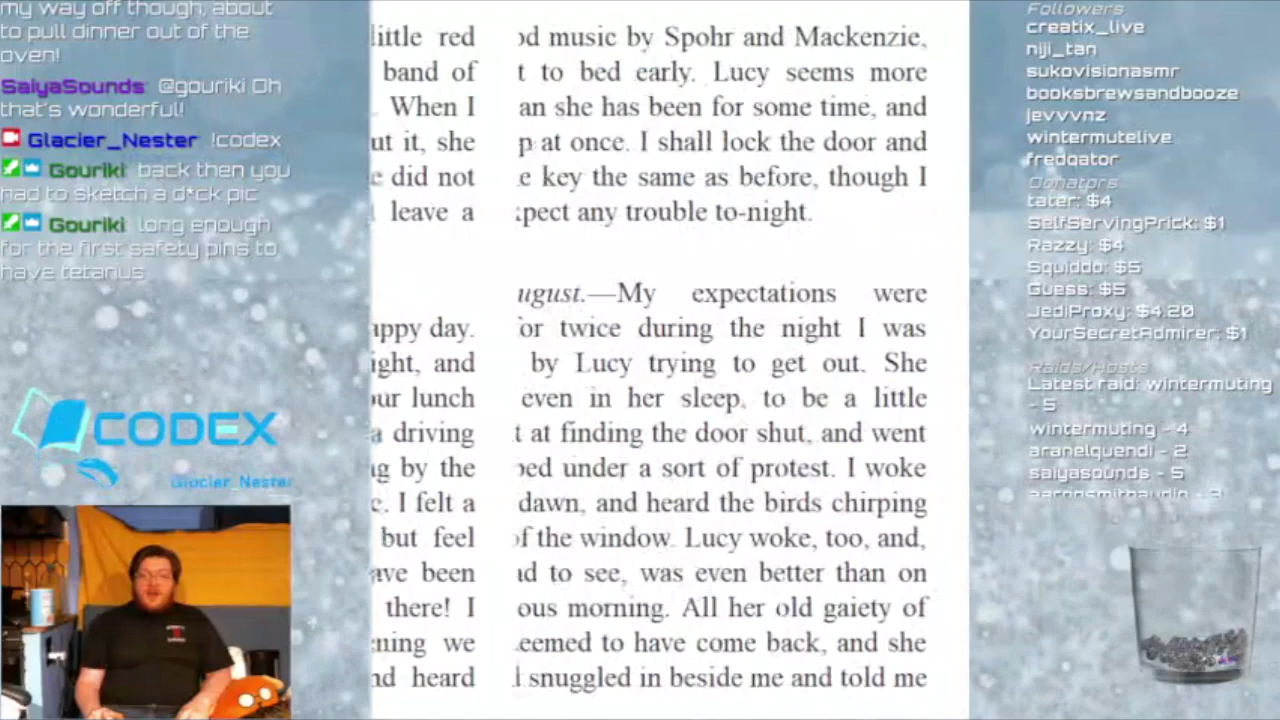 my way off though, about
to pull dinner out of the
oven!
SaiyaSounds: @gouriki Oh
that's wonderful!
Glacier_Nester: !codex
Gouriki: back then you
had to sketch a d*ck pic
Gouriki: long enough
for the first safety pins to
have tetanus
CODEX
Glacier_Nester
little red
band of
. When I
ut it, she
did not
leave a
appy day.
ight, and
our lunch
a driving
g by the
c. I felt a
but feel
ave been
there! I
ning we
nd heard
od music by Spohr and Mackenzie,
t to bed early. Lucy seems more
an she has been for some time, and
p at once. I shall lock the door and
e key the same as before, though I
pect any trouble to-night.
ugust.—My expectations were
or twice during the night I was
by Lucy trying to get out. She
even in her sleep, to be a little
t at finding the door shut, and went
bed under a sort of protest. I woke
dawn, and heard the birds chirping
of the window. Lucy woke, too, and,
ad to see, was even better than on
ous morning. All her old gaiety of
eemed to have come back, and she
d snuggled in beside me and told me
Followers
creatix_live
niji_tan
sukovisionasmr
booksbrewsandbooze
jevvvnz
wintermutelive
fredgator
Donators
tater: $4
SelfServingPrick: $1
Razzy: $4
Squiddo: $5
Guess: $5
JediProxy: $4.20
YourSecretAdmirer: $1
Raids/Hosts
Latest raid: wintermuting
- 5
wintermuting - 4
aranelquendi - 2
saiyasounds - 5
aaronsmithaudio - 3